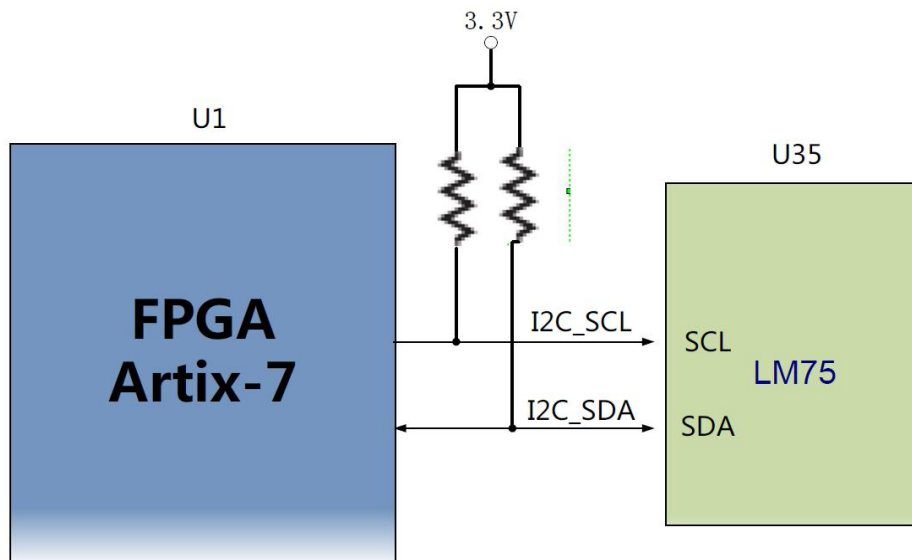 3.3V
U1
U35
FPGA
Artix-7
I2C_SCL
SCL
LM75
I2C_SDA
SDA